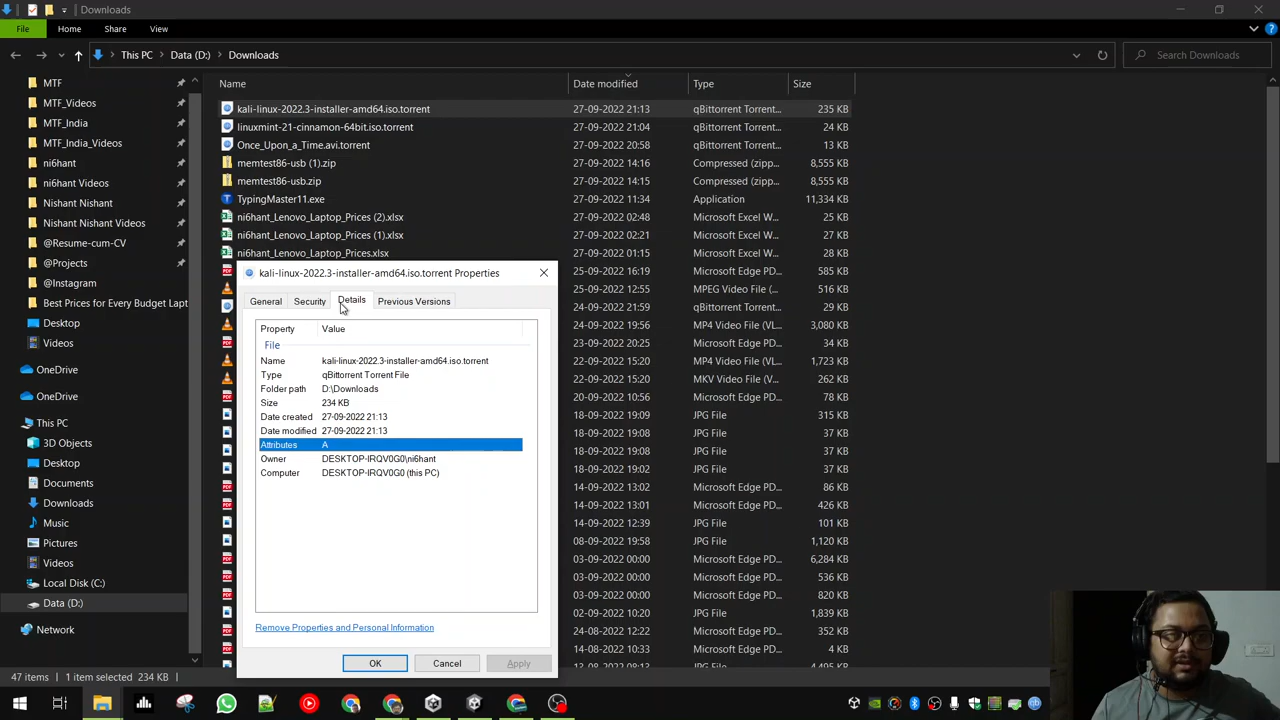 Downloads
File Home Share View
This PC Data (D:) Downloads Search Downloads
MTF
MTF_Videos
MTF_India
MTF_India_Videos
ni6hant
ni6hant Videos
Nishant Nishant
Nishant Nishant Videos
@Resume-cum-CV
@Projects
@Instagram
Best Prices for Every Budget Lapt
Desktop
Videos
OneDrive
OneDrive
This PC
3D Objects
Desktop
Documents
Downloads
Music
Pictures
Videos
Local Disk (C:)
Data (D:)
Network
Name Date modified Type Size
kali-linux-2022.3-installer-amd64.iso.torrent 27-09-2022 21:13 qBittorrent Torrent... 235 KB
linuxmint-21-cinnamon-64bit.iso.torrent 27-09-2022 21:04 qBittorrent Torrent... 24 KB
Once_Upon_a_Time.avi.torrent 27-09-2022 20:58 qBittorrent Torrent... 13 KB
memtest86-usb (1).zip 27-09-2022 14:16 Compressed (zipp... 8,555 KB
memtest86-usb.zip 27-09-2022 14:15 Compressed (zipp... 8,555 KB
TypingMaster11.exe 27-09-2022 11:34 Application 11,334 KB
ni6hant_Lenovo_Laptop_Prices (2).xlsx 27-09-2022 02:48 Microsoft Excel W... 25 KB
ni6hant_Lenovo_Laptop_Prices (1).xlsx 27-09-2022 02:21 Microsoft Excel W... 27 KB
ni6hant_Lenovo_Laptop_Prices.xlsx 27-09-2022 01:15 Microsoft Excel W... 28 KB
25-09-2022 16:19 Microsoft Edge PD... 585 KB
25-09-2022 12:55 MPEG Video File (... 516 KB
24-09-2022 21:59 qBittorrent Torrent... 12 KB
24-09-2022 19:56 MP4 Video File (VL... 3,080 KB
23-09-2022 20:25 Microsoft Edge PD... 34 KB
22-09-2022 15:20 MP4 Video File (VL... 1,723 KB
22-09-2022 15:20 MKV Video File (VL... 262 KB
20-09-2022 10:56 Microsoft Edge PD... 78 KB
18-09-2022 19:09 JPG File 315 KB
18-09-2022 19:08 JPG File 37 KB
18-09-2022 19:08 JPG File 37 KB
18-09-2022 19:02 JPG File 37 KB
14-09-2022 13:02 Microsoft Edge PD... 86 KB
14-09-2022 13:01 Microsoft Edge PD... 426 KB
14-09-2022 12:39 JPG File 101 KB
08-09-2022 19:58 JPG File 1,120 KB
03-09-2022 00:00 Microsoft Edge PD... 6,284 KB
03-09-2022 00:00 Microsoft Edge PD... 536 KB
03-09-2022 00:00 Microsoft Edge PD... 820 KB
02-09-2022 10:20 JPG File 1,839 KB
24-08-2022 12:22 Microsoft Edge PD... 352 KB
14-08-2022 13:30 Microsoft Edge PD... 4 KB
kali-linux-2022.3-installer-amd64.iso.torrent Properties
General Security Details Previous Versions
Property Value
File
Name kali-linux-2022.3-installer-amd64.iso.torrent
Type qBittorrent Torrent File
Folder path D:\Downloads
Size 234 KB
Date created 27-09-2022 21:13
Date modified 27-09-2022 21:13
Attributes A
Owner DESKTOP-IRQV0G0\ni6hant
Computer DESKTOP-IRQV0G0 (this PC)
Remove Properties and Personal Information
OK Cancel Apply
47 items 1 item selected 234 KB